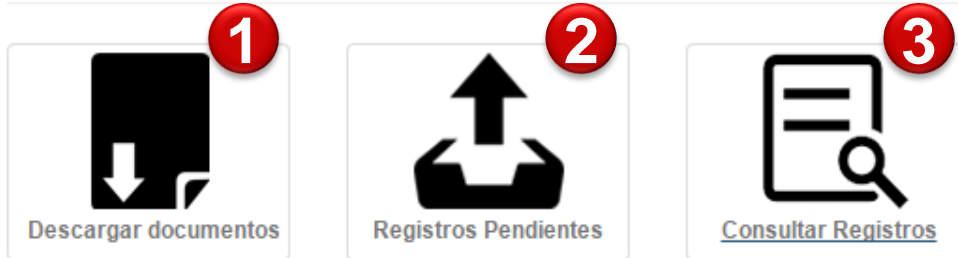 1
2
3
Descargar documentos
Registros Pendientes
Consultar Registros